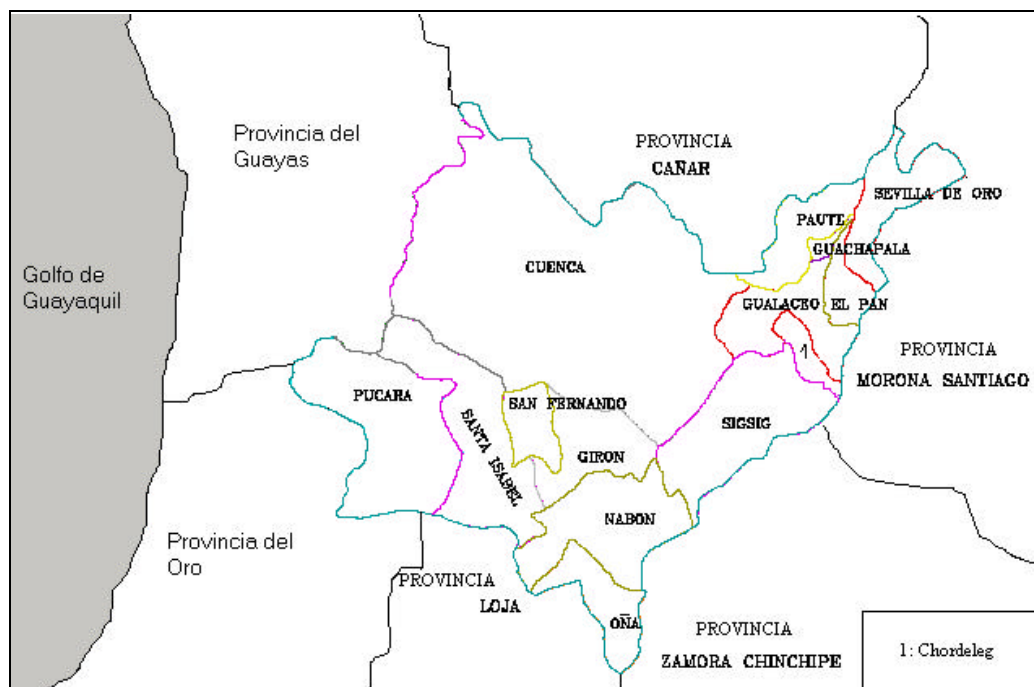 Provincia del
Guayas
PROVINCIA
CAÑAR
SEVILLA DE ORO
PAUTE
GUACHAPALA
Golfo de
Guayaquil
CUENCA
GUALACEO
EL PAN
1
PROVINCIA
MORONA SANTIAGO
PUCARA
SAN FERNANDO
SANTA ISABEL
GIRON
SIGSIG
NABON
Provincia del
Oro
PROVINCIA
LOJA
OÑA
PROVINCIA
ZAMORA CHINCHIPE
1: Chordeleg